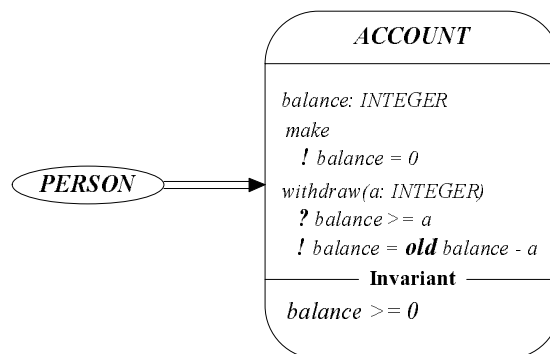 ACCOUNT
balance: INTEGER
make
! balance = 0
PERSON
withdraw(a: INTEGER)
? balance >= a
! balance = old balance - a
Invariant
balance >= 0